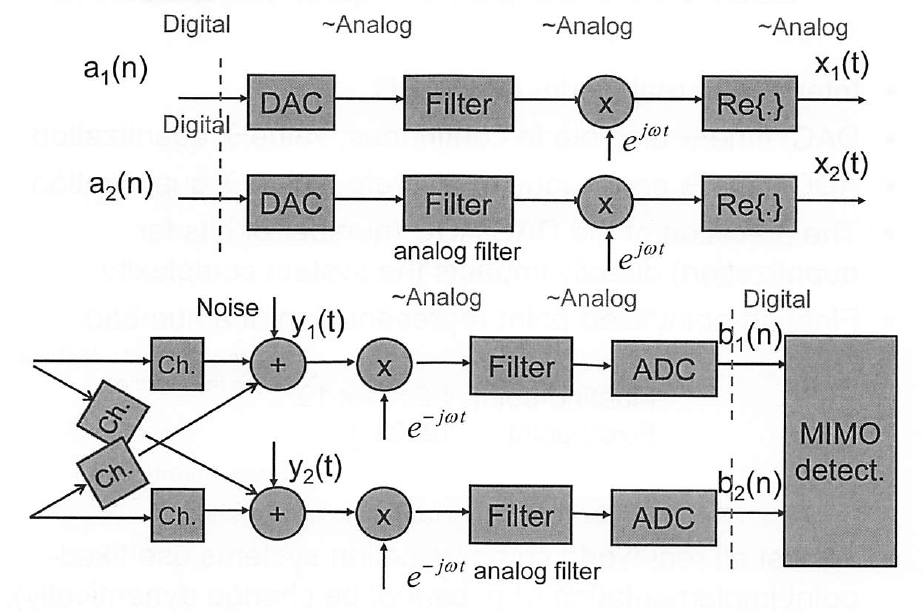 Digital ~Analog ~Analog ~Analog
a₁(n) DAC Filter x Re{.} x₁(t)
Digital e^{jωt}
a₂(n) DAC Filter x Re{.} x₂(t)
analog filter e^{jωt}
~Analog ~Analog Digital
Noise y₁(t) b₁(n)
Ch. + x Filter ADC
e^{-jωt}
Ch.
Ch.
MIMO
detect.
y₂(t) b₂(n)
Ch. + x Filter ADC
e^{-jωt} analog filter